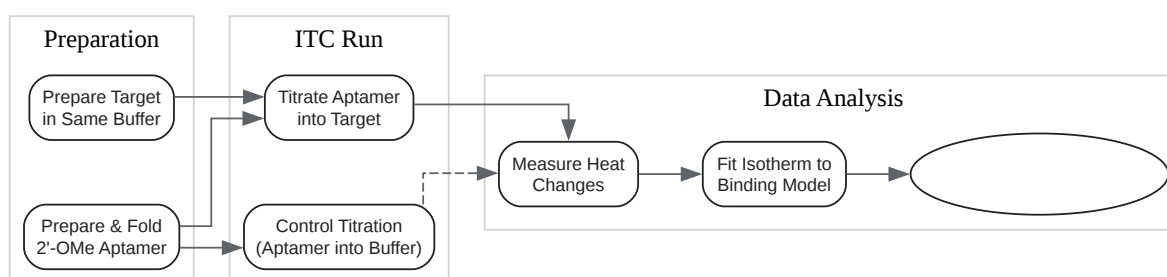 Preparation
Prepare Target
in Same Buffer
Prepare & Fold
2'-OMe Aptamer
ITC Run
Titrate Aptamer
into Target
Control Titration
(Aptamer into Buffer)
Data Analysis
Measure Heat
Changes
Fit Isotherm to
Binding Model